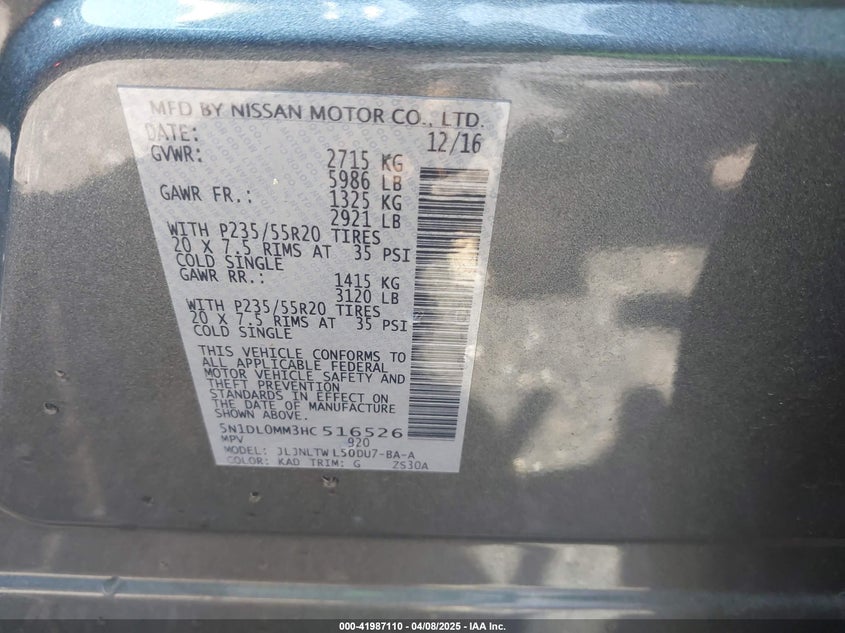 MFD BY NISSAN MOTOR CO., LTD.
DATE: 12/16
GVWR: 2715 KG
5986 LB
GAWR FR.: 1325 KG
2921 LB
WITH P235/55R20 TIRES
20 X 7.5 RIMS AT 35 PSI
COLD SINGLE
GAWR RR.: 1415 KG
3120 LB
WITH P235/55R20 TIRES
20 X 7.5 RIMS AT 35 PSI
COLD SINGLE
THIS VEHICLE CONFORMS TO
ALL APPLICABLE FEDERAL
MOTOR VEHICLE SAFETY AND
THEFT PREVENTION
STANDARDS IN EFFECT ON
THE DATE OF MANUFACTURE
SHOWN ABOVE.
5N1DL0MM3HC 516526
MPV 920
MODEL: JLJNLTW L50DU7-BA-A
COLOR: KAD TRIM: G ZS30A
000-41987110 - 04/08/2025 - IAA Inc.